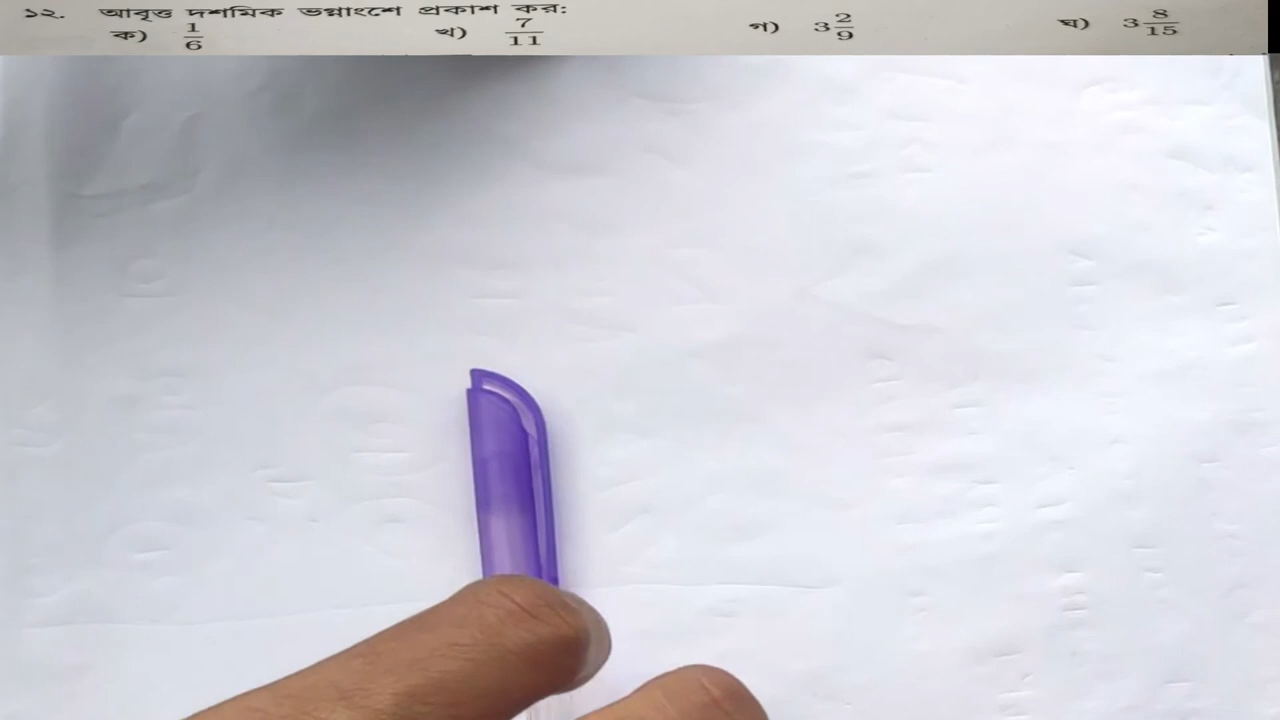 ১২. আবৃত্ত দশমিক ভগ্নাংশে প্রকাশ কর:
ক) 1/6 খ) 7/11 গ) 3 2/9 ঘ) 3 8/15